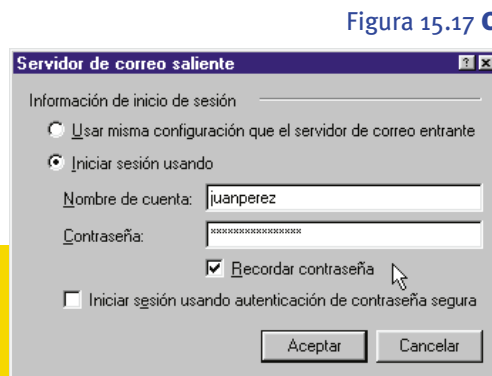 Figura 15.17
Servidor de correo saliente
Información de inicio de sesión
Usar misma configuración que el servidor de correo entrante
Iniciar sesión usando
Nombre de cuenta: juanperez
Contraseña: ****************
Recordar contraseña
Iniciar sesión usando autenticación de contraseña segura
Aceptar Cancelar